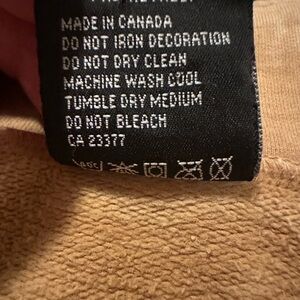 MADE IN CANADA
DO NOT IRON DECORATION
DO NOT DRY CLEAN
MACHINE WASH COOL
TUMBLE DRY MEDIUM
DO NOT BLEACH
CA 23377